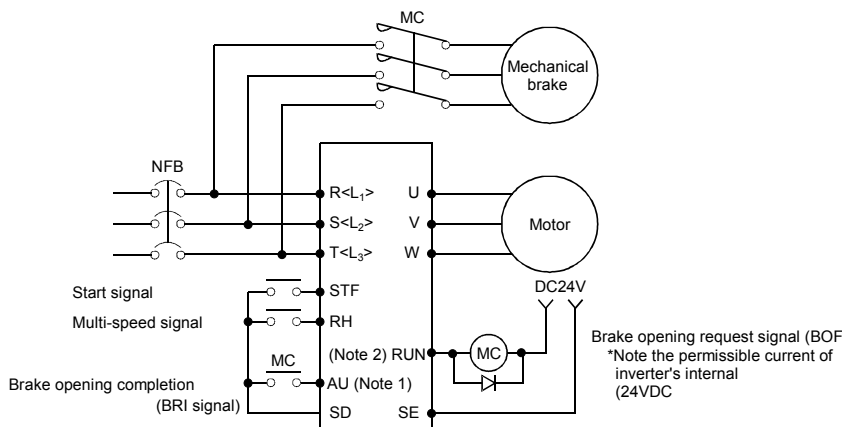 MC
Mechanical
brake
NFB
R<L₁>
U
S<L₂>
V
Motor
T<L₃>
W
DC24V
Start signal
STF
Multi-speed signal
RH
Brake opening request signal (BOF
*Note the permissible current of
inverter's internal
(24VDC
(Note 2) RUN
MC
MC
Brake opening completion
(BRI signal)
AU (Note 1)
SD
SE